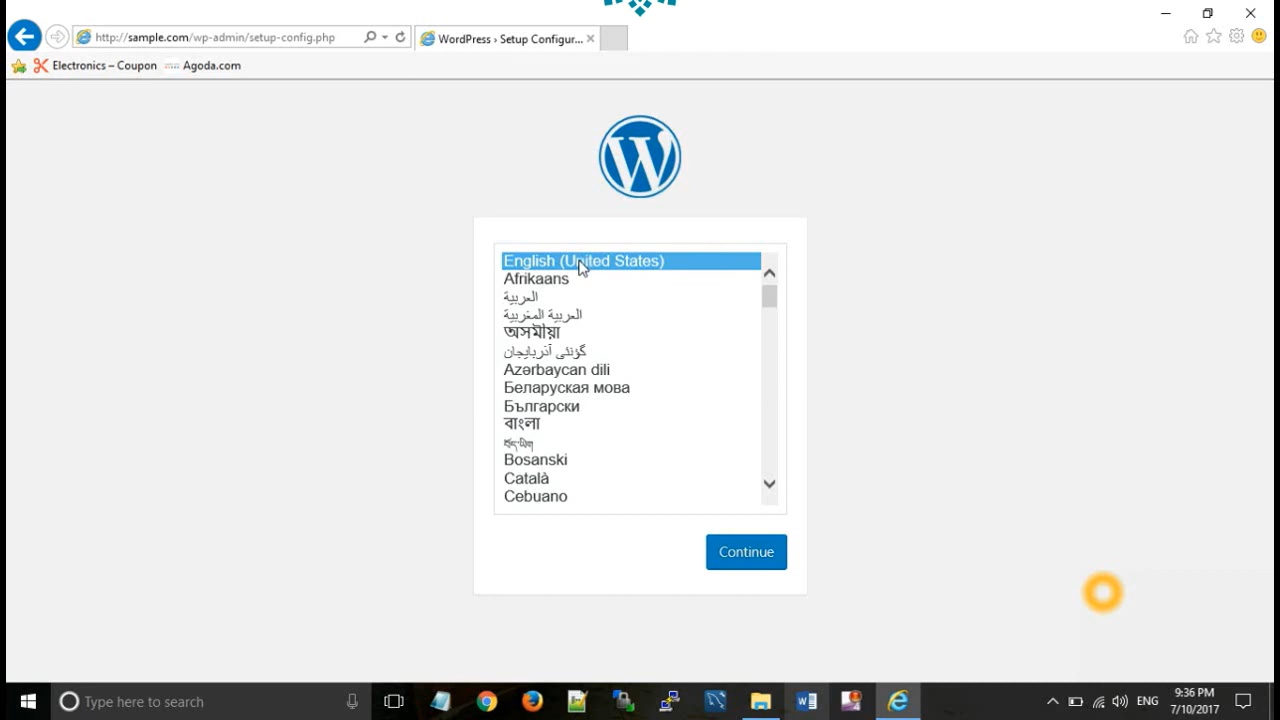 http://sample.com/wp-admin/setup-config.php
WordPress › Setup Configur...
Electronics – Coupon
Agoda.com
English (United States)
Afrikaans
العربية
العربية المغربية
অসমীয়া
گؤنئی آذربایجان
Azərbaycan dili
Беларуская мова
Български
বাংলা
བོད་ཡིག
Bosanski
Català
Cebuano
Continue
Type here to search
ENG
9:36 PM
7/10/2017